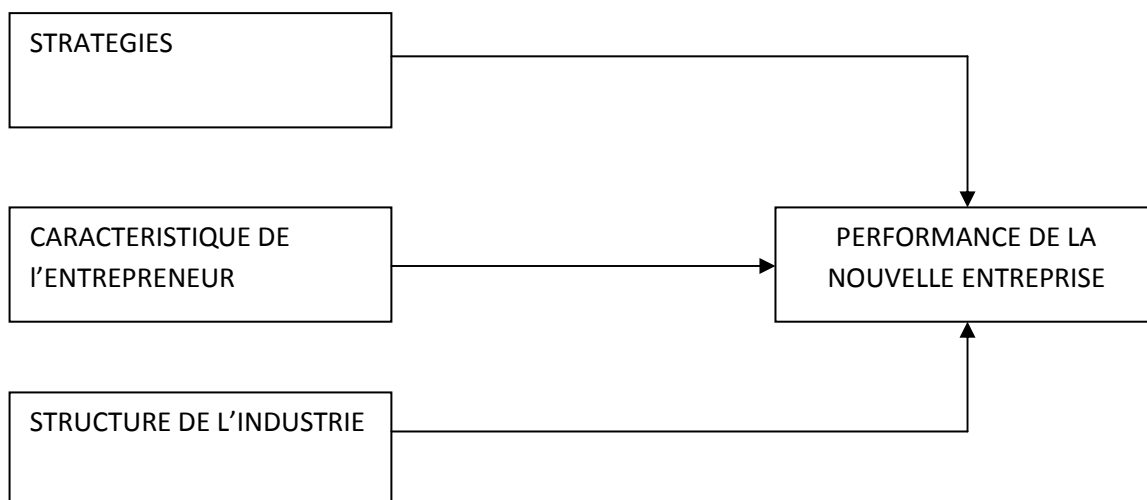 STRATEGIES
CARACTERISTIQUE DE
l’ENTREPRENEUR
PERFORMANCE DE LA
NOUVELLE ENTREPRISE
STRUCTURE DE L’INDUSTRIE